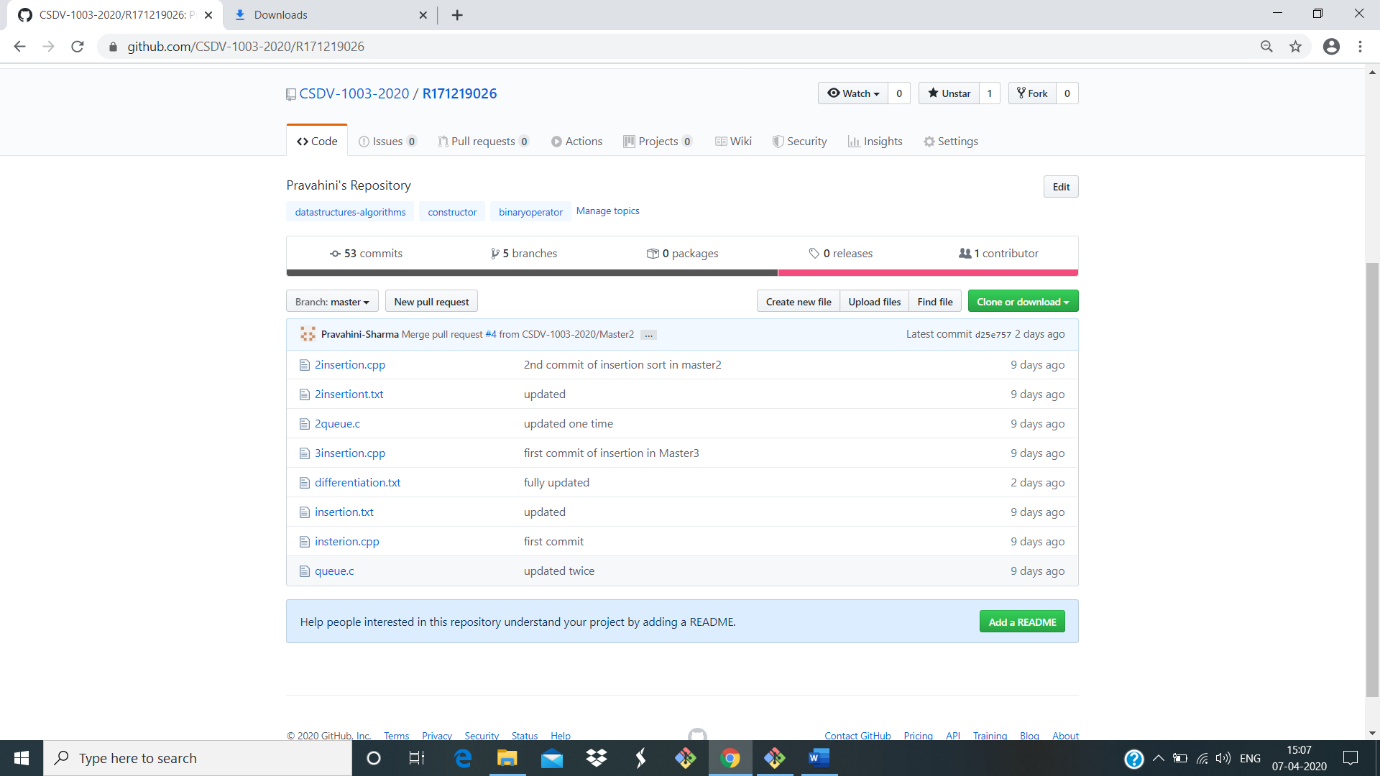 CSDV-1003-2020/R171219026: P
Downloads
github.com/CSDV-1003-2020/R171219026
CSDV-1003-2020 / R171219026
Watch 0 Unstar 1 Fork 0
Code Issues 0 Pull requests 0 Actions Projects 0 Wiki Security Insights Settings
Pravahini's Repository Edit
datastructures-algorithms constructor binaryoperator Manage topics
53 commits 5 branches 0 packages 0 releases 1 contributor
Branch: master New pull request Create new file Upload files Find file Clone or download
Pravahini-Sharma Merge pull request #4 from CSDV-1003-2020/Master2 ... Latest commit d25e757 2 days ago
2insertion.cpp 2nd commit of insertion sort in master2 9 days ago
2insertiont.txt updated 9 days ago
2queue.c updated one time 9 days ago
3insertion.cpp first commit of insertion in Master3 9 days ago
differentiation.txt fully updated 2 days ago
insertion.txt updated 9 days ago
insterion.cpp first commit 9 days ago
queue.c updated twice 9 days ago
Help people interested in this repository understand your project by adding a README. Add a README
© 2020 GitHub, Inc. Terms Privacy Security Status Help Contact GitHub Pricing API Training Blog About
Type here to search
ENG
15:07
07-04-2020